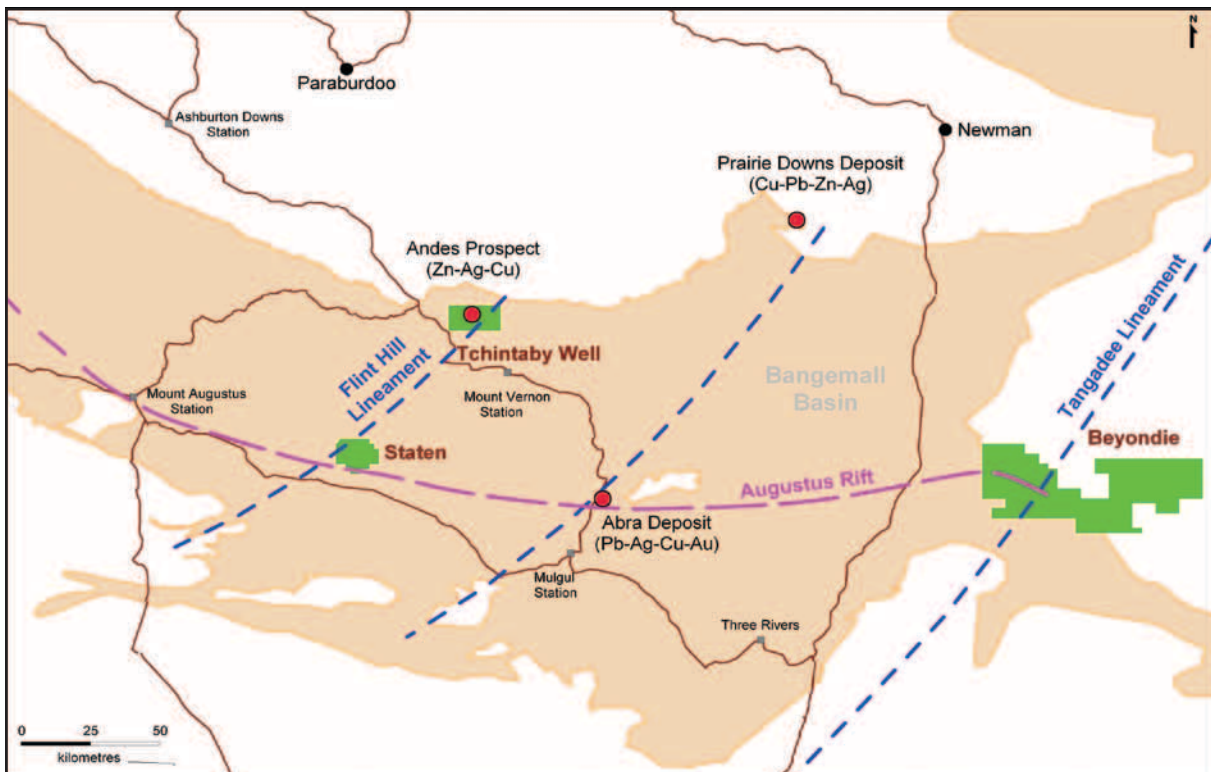 N
Paraburdoo
Ashburton Downs
Station
Newman
Prairie Downs Deposit
(Cu-Pb-Zn-Ag)
Andes Prospect
(Zn-Ag-Cu)
Tchintaby Well
Flint Hill
Lineament
Mount Vernon
Station
Mount Augustus
Station
Bangemall
Basin
Tangadee Lineament
Staten
Beyondie
Augustus Rift
Abra Deposit
(Pb-Ag-Cu-Au)
Mulgul
Station
Three Rivers
0 25 50
kilometres